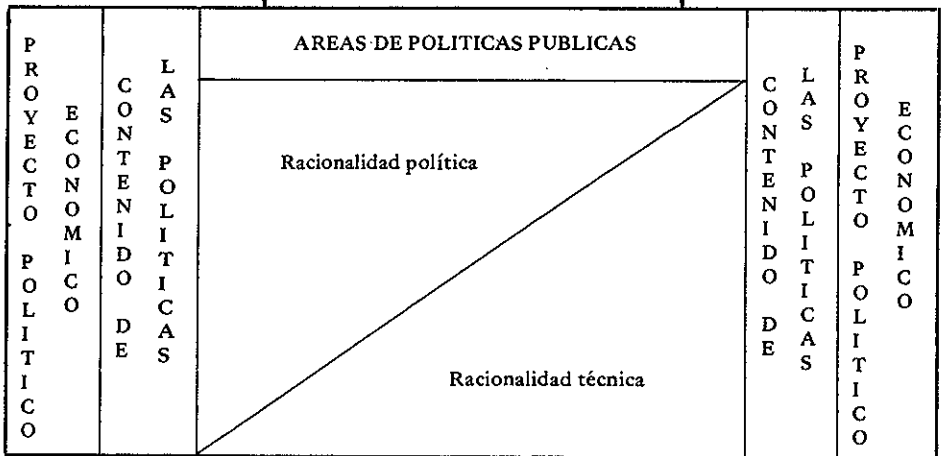 PROYECTO POLITICO
ECONOMICO
CONTENIDO DE
LAS POLITICAS
AREAS DE POLITICAS PUBLICAS
Racionalidad política
Racionalidad técnica
CONTENIDO DE
LAS POLITICAS
PROYECTO POLITICO
ECONOMICO